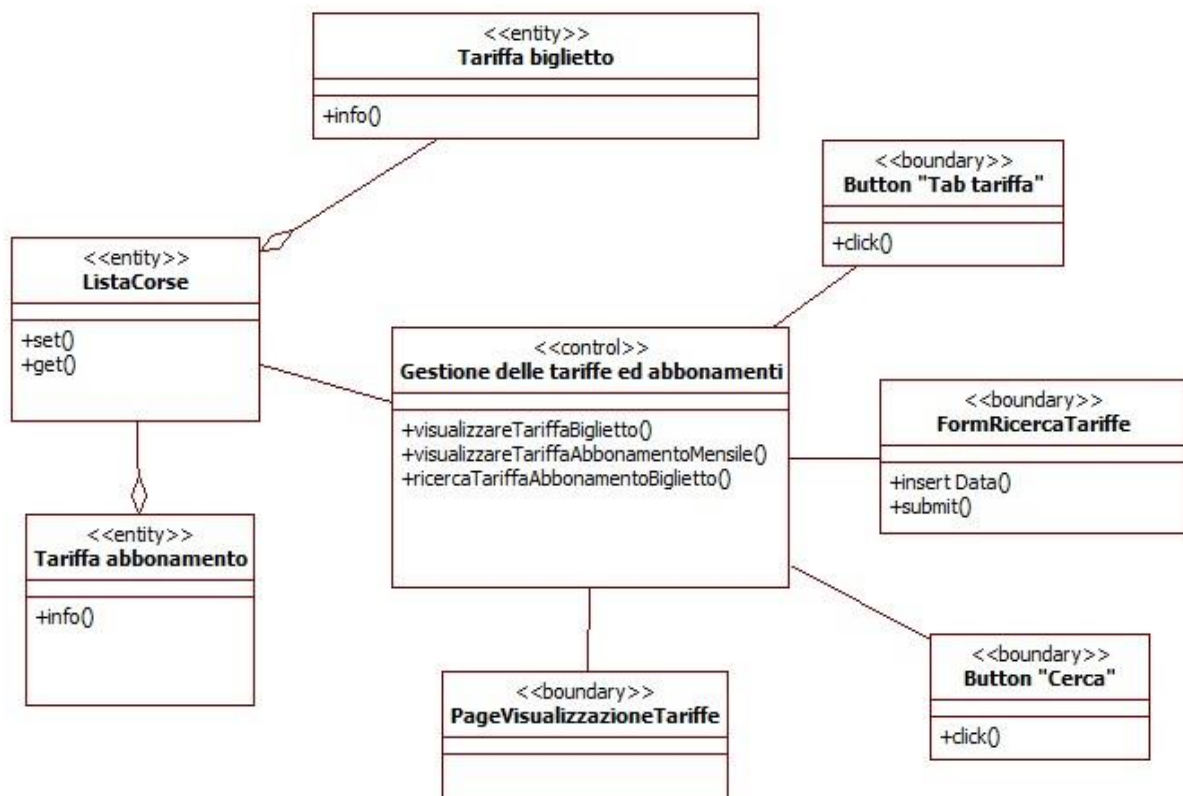 <<entity>>
Tariffa biglietto
+info()
<<boundary>>
Button "Tab tariffa"
+click()
<<entity>>
ListaCorse
+set()
+get()
<<control>>
Gestione delle tariffe ed abbonamenti
+visualizzareTariffaBiglietto()
+visualizzareTariffaAbbonamentoMensile()
+ricercaTariffaAbbonamentoBiglietto()
<<boundary>>
FormRicercaTariffe
+insert Data()
+submit()
<<entity>>
Tariffa abbonamento
+info()
<<boundary>>
Button "Cerca"
+click()
<<boundary>>
PageVisualizzazioneTariffe